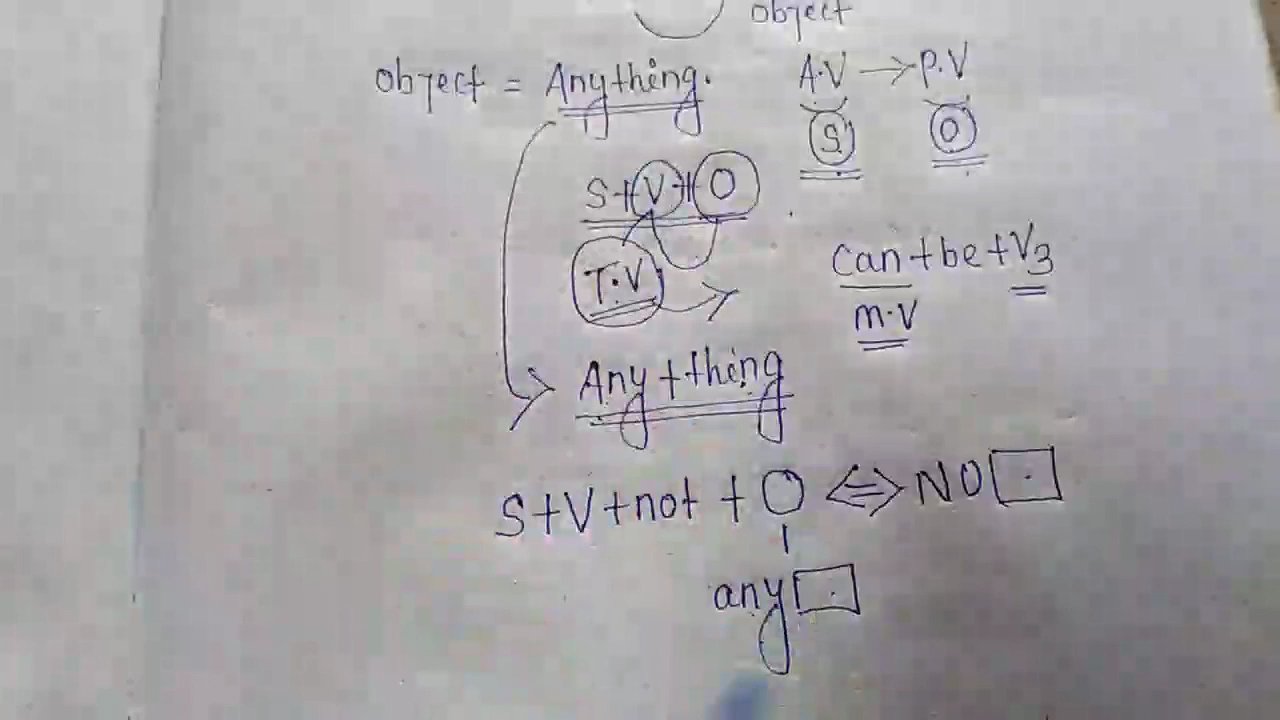 object
object = Anything.
A.V → P.V
S O
S+V+O
T.V →
can+be+V3
m.V
Any+thing
S+V+not + O ⇔ NO
any